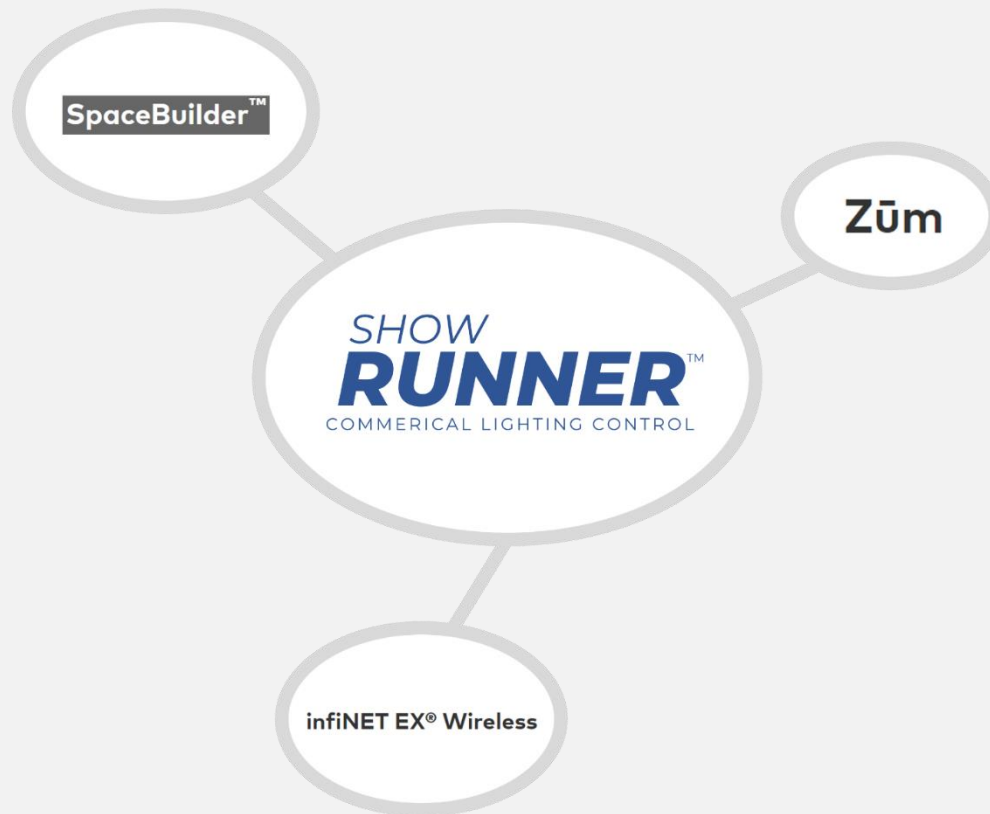 SpaceBuilder™
Zūm
SHOW
RUNNER™
COMMERICAL LIGHTING CONTROL
infiNET EX® Wireless